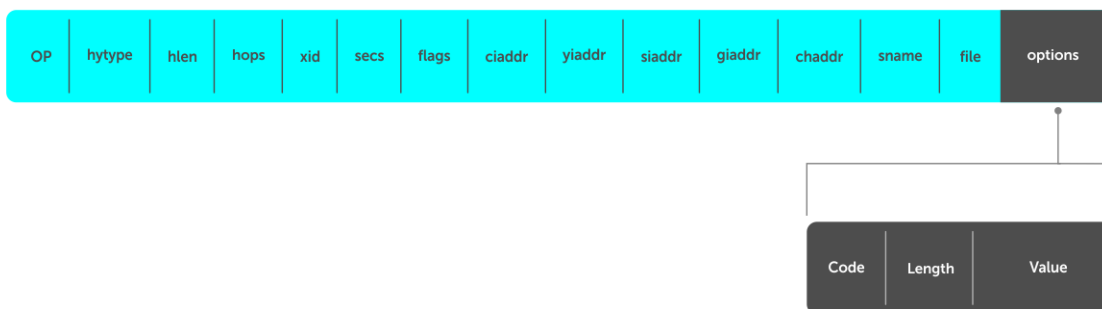 OP hytype hlen hops xid secs flags ciaddr yiaddr siaddr giaddr chaddr sname file options
Code Length Value